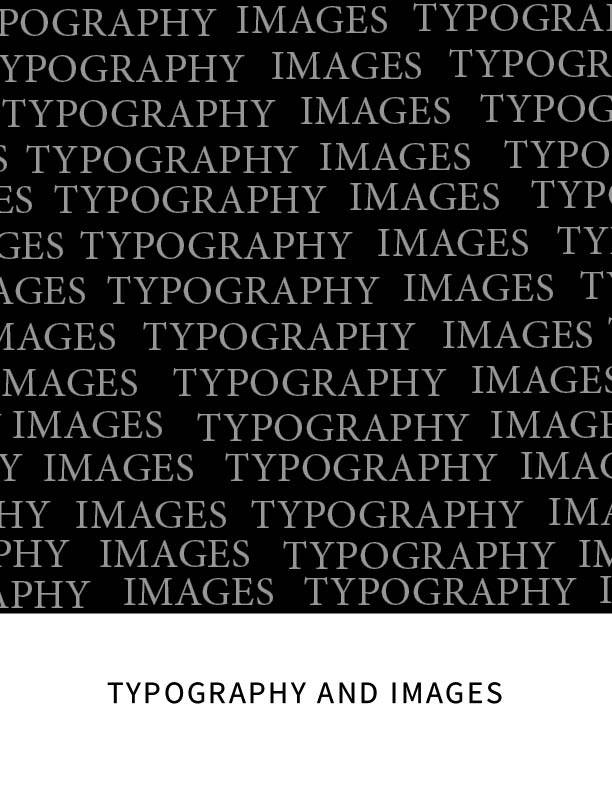 POGRAPHY IMAGES TYPOGRA
YPOGRAPHY IMAGES TYPOGR
TYPOGRAPHY IMAGES TYPOG
S TYPOGRAPHY IMAGES TYPO
ES TYPOGRAPHY IMAGES TYP
GES TYPOGRAPHY IMAGES TY
AGES TYPOGRAPHY IMAGES T
MAGES TYPOGRAPHY IMAGES
MAGES TYPOGRAPHY IMAGES
IMAGES TYPOGRAPHY IMAGE
Y IMAGES TYPOGRAPHY IMAG
HY IMAGES TYPOGRAPHY IMA
PHY IMAGES TYPOGRAPHY IM
APHY IMAGES TYPOGRAPHY I
TYPOGRAPHY AND IMAGES